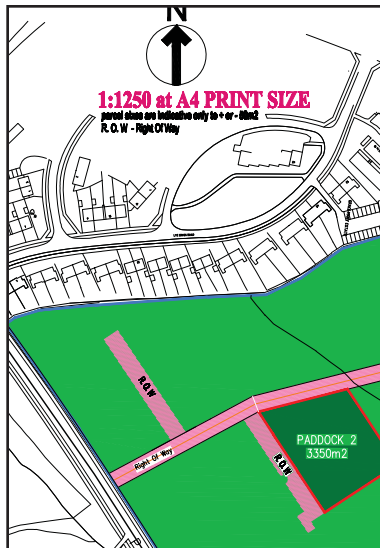 N
1:1250 at A4 PRINT SIZE
parcel sizes are indicative only to + or - 50m2
R. O. W - Right Of Way
R.O.W
Right Of Way
R.O.W
PADDOCK 2
3350m2